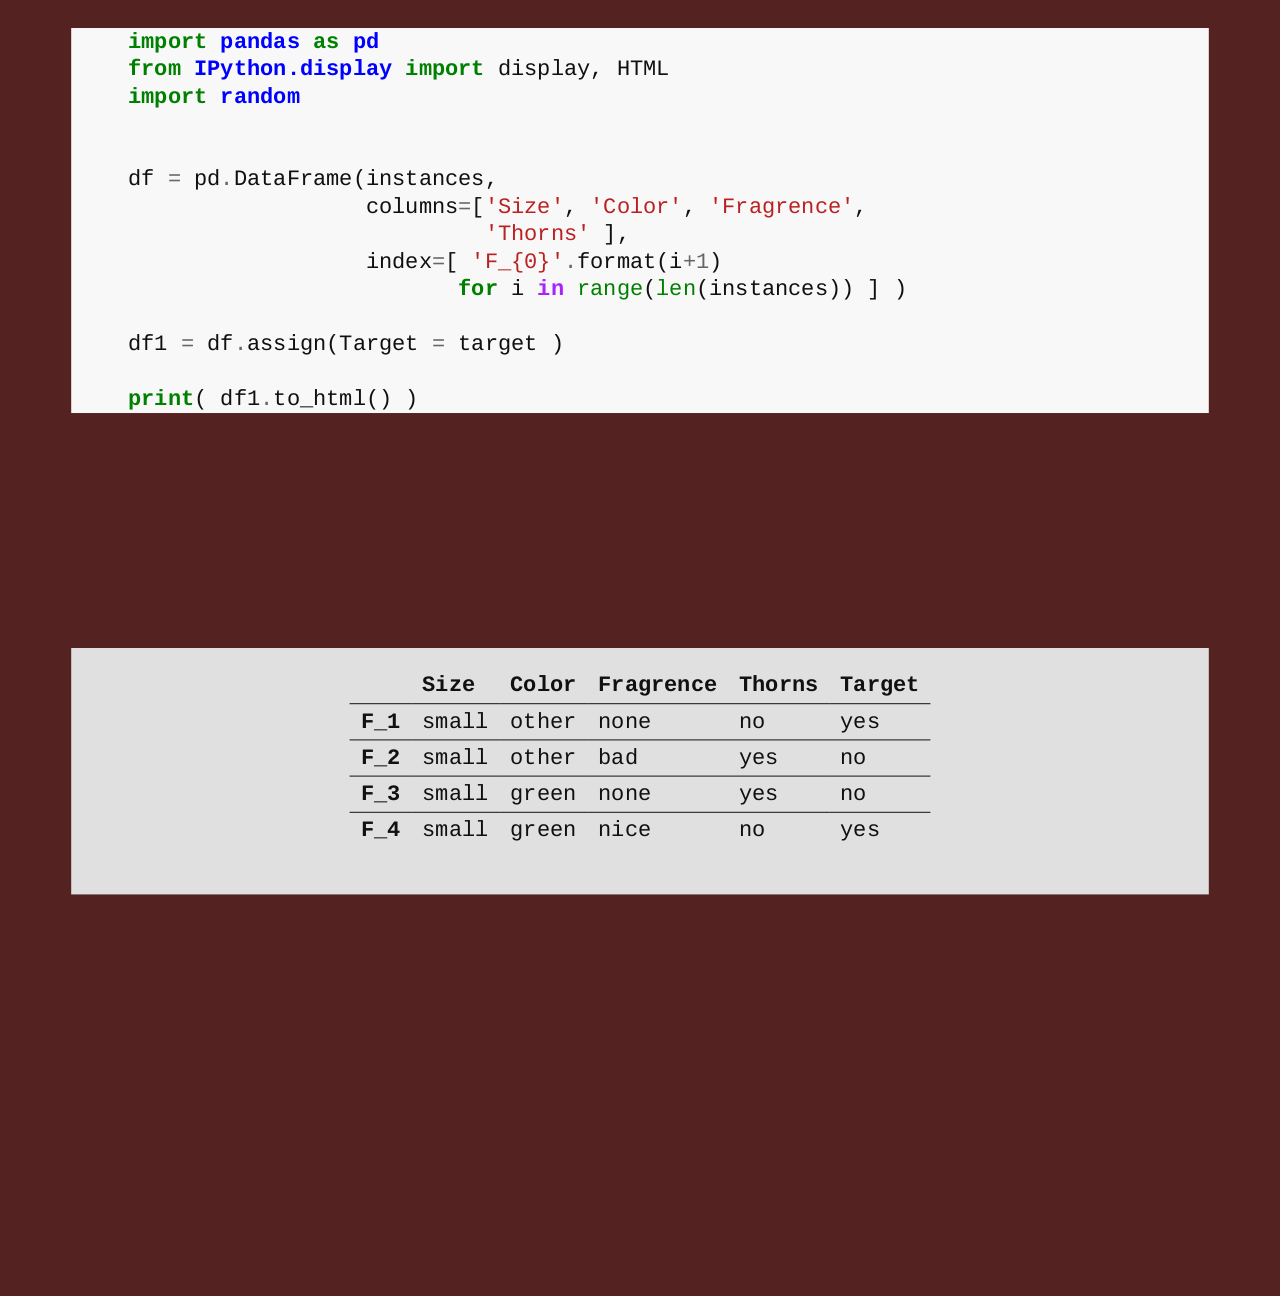 import pandas as pd
from IPython.display import display, HTML
import random
df = pd.DataFrame(instances,
columns=['Size', 'Color', 'Fragrence',
'Thorns' ],
index=[ 'F_{0}'.format(i+1)
for i in range(len(instances)) ] )
df1 = df.assign(Target = target )
print( df1.to_html() )
Size Color Fragrence Thorns Target
F_1 small other none no yes
F_2 small other bad yes no
F_3 small green none yes no
F_4 small green nice no yes